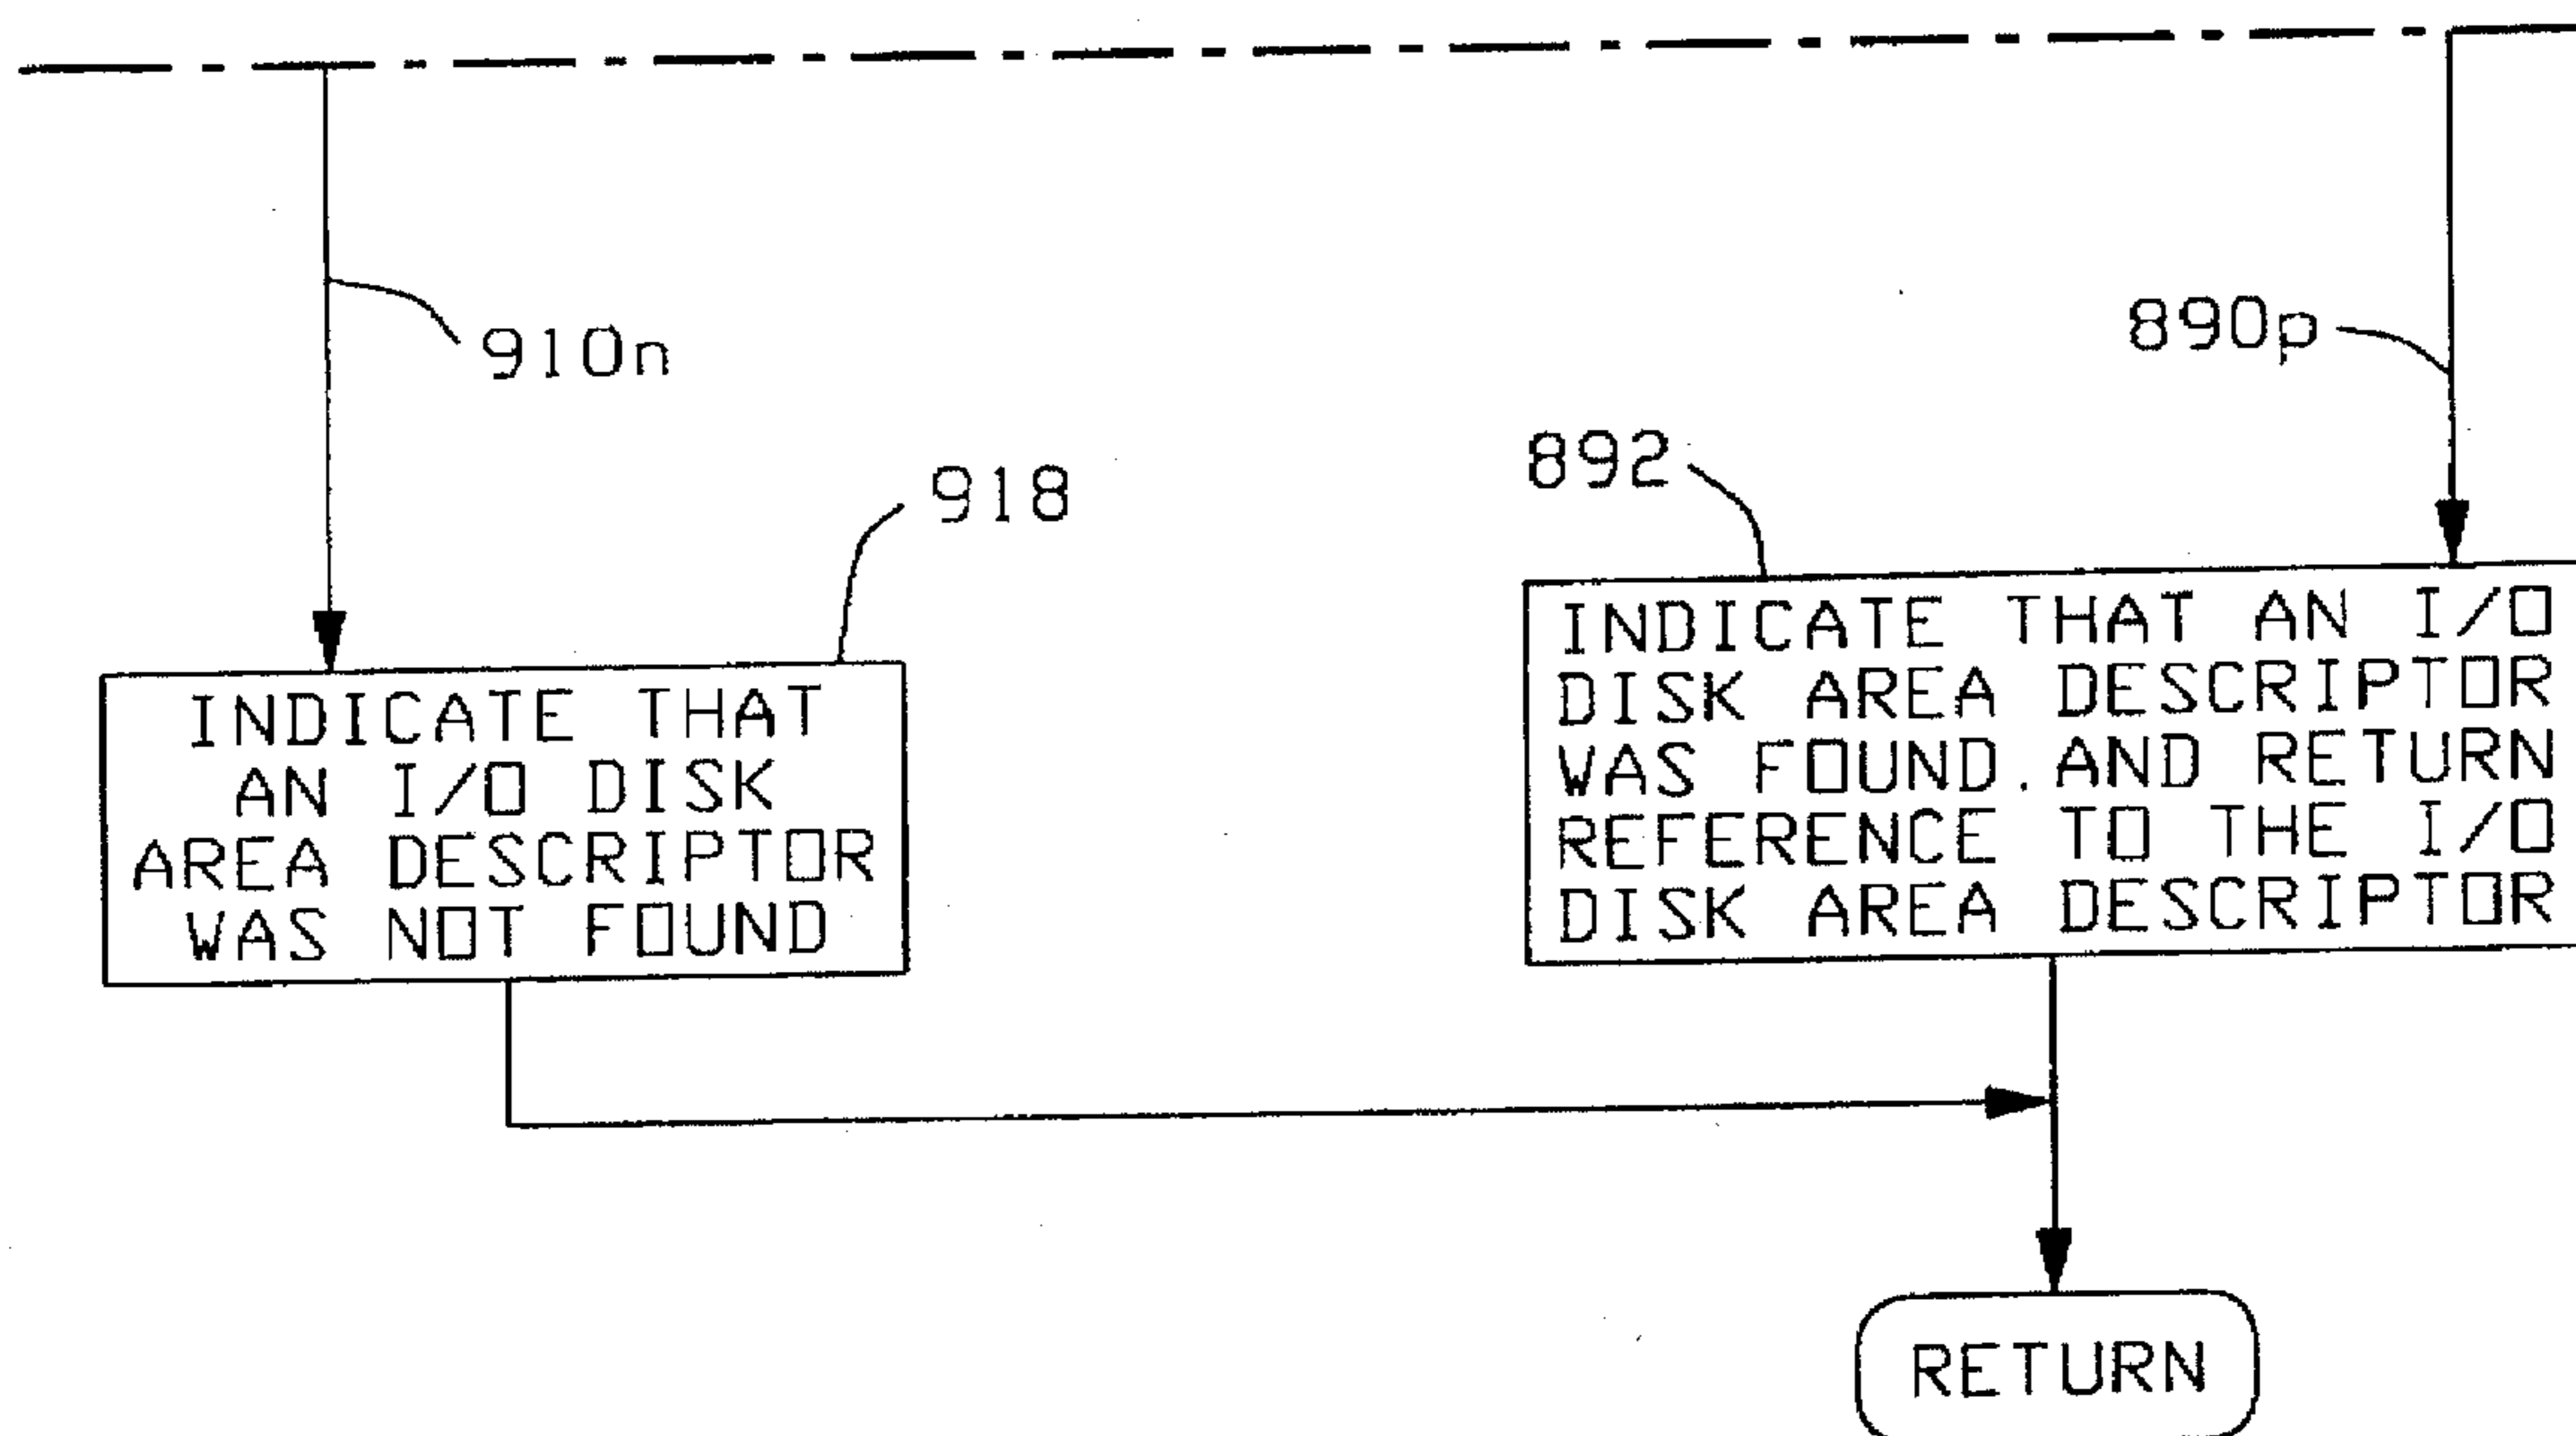 910n
890p
918
892
INDICATE THAT
AN I/O DISK
AREA DESCRIPTOR
WAS NOT FOUND
INDICATE THAT AN I/O
DISK AREA DESCRIPTOR
WAS FOUND.AND RETURN
REFERENCE TO THE I/O
DISK AREA DESCRIPTOR
RETURN